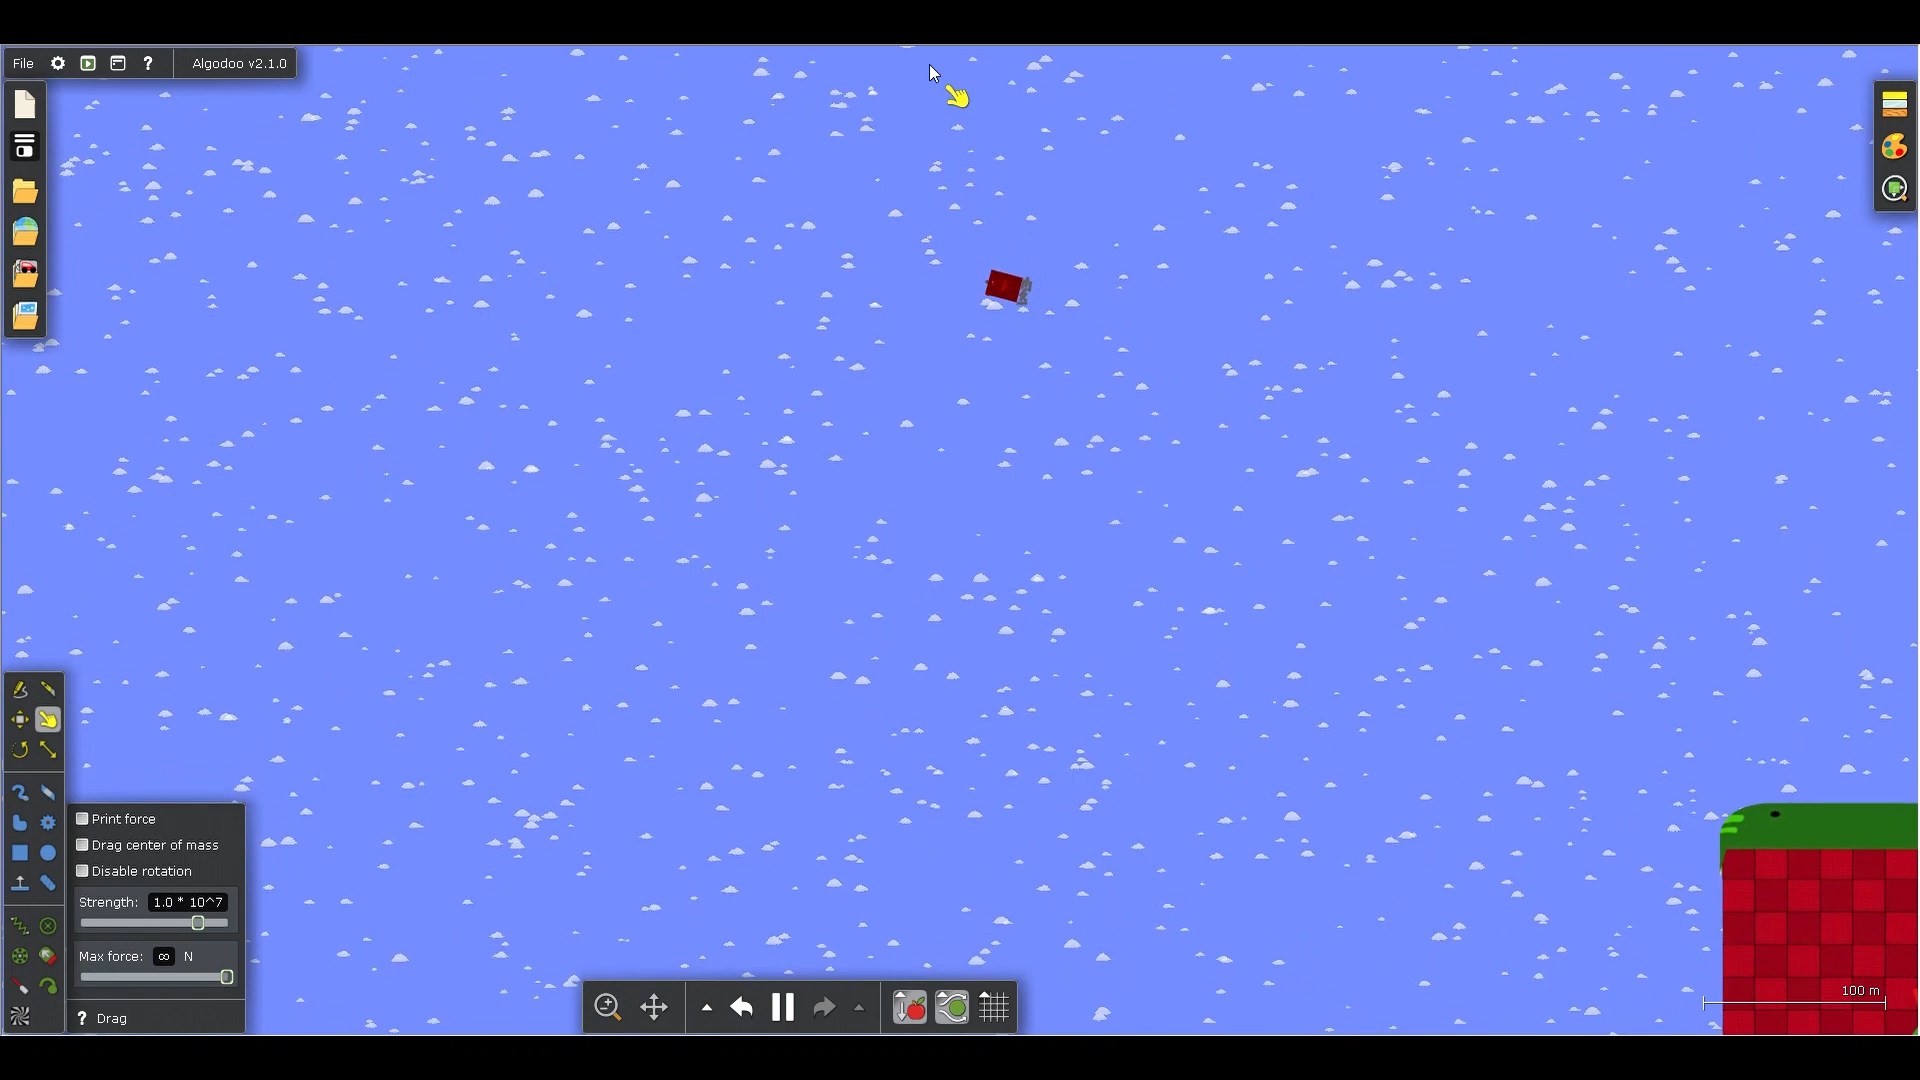 File ? Algodoo v2.1.0
Print force
Drag center of mass
Disable rotation
Strength: 1.0 * 10^7
Max force: ∞ N
? Drag
100 m